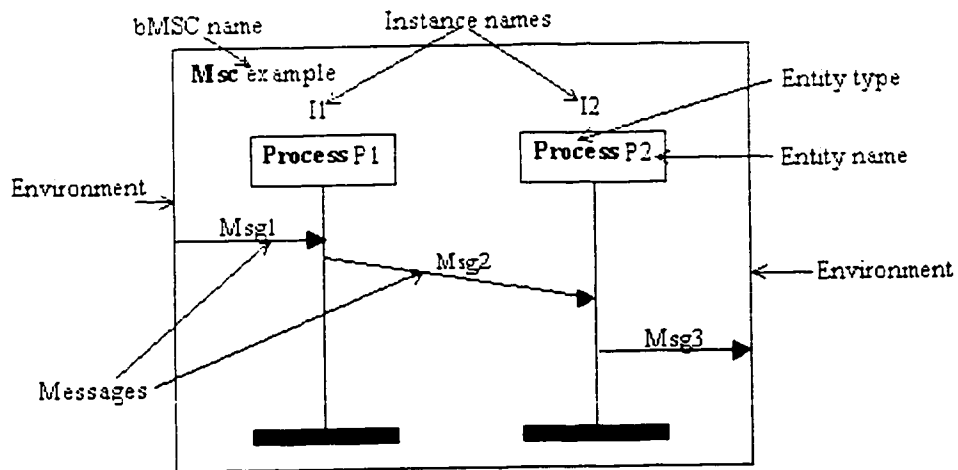 bMSC name
Instance names
Msc example
I1
I2
Entity type
Process P1
Process P2
Entity name
Environment
Msg1
Msg2
Environment
Msg3
Messages